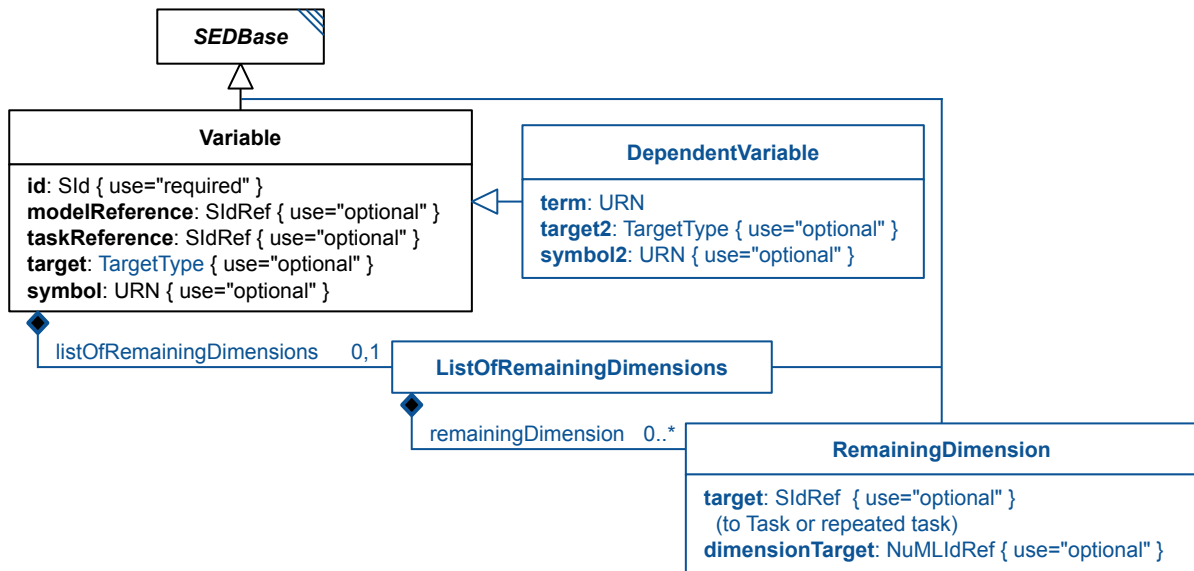 SEDBase
Variable
id: SId { use="required" }
modelReference: SIdRef { use="optional" }
taskReference: SIdRef { use="optional" }
target: TargetType { use="optional" }
symbol: URN { use="optional" }
DependentVariable
term: URN
target2: TargetType { use="optional" }
symbol2: URN { use="optional" }
listOfRemainingDimensions 0,1
ListOfRemainingDimensions
remainingDimension 0..*
RemainingDimension
target: SIdRef { use="optional" }
(to Task or repeated task)
dimensionTarget: NuMLIdRef { use="optional" }